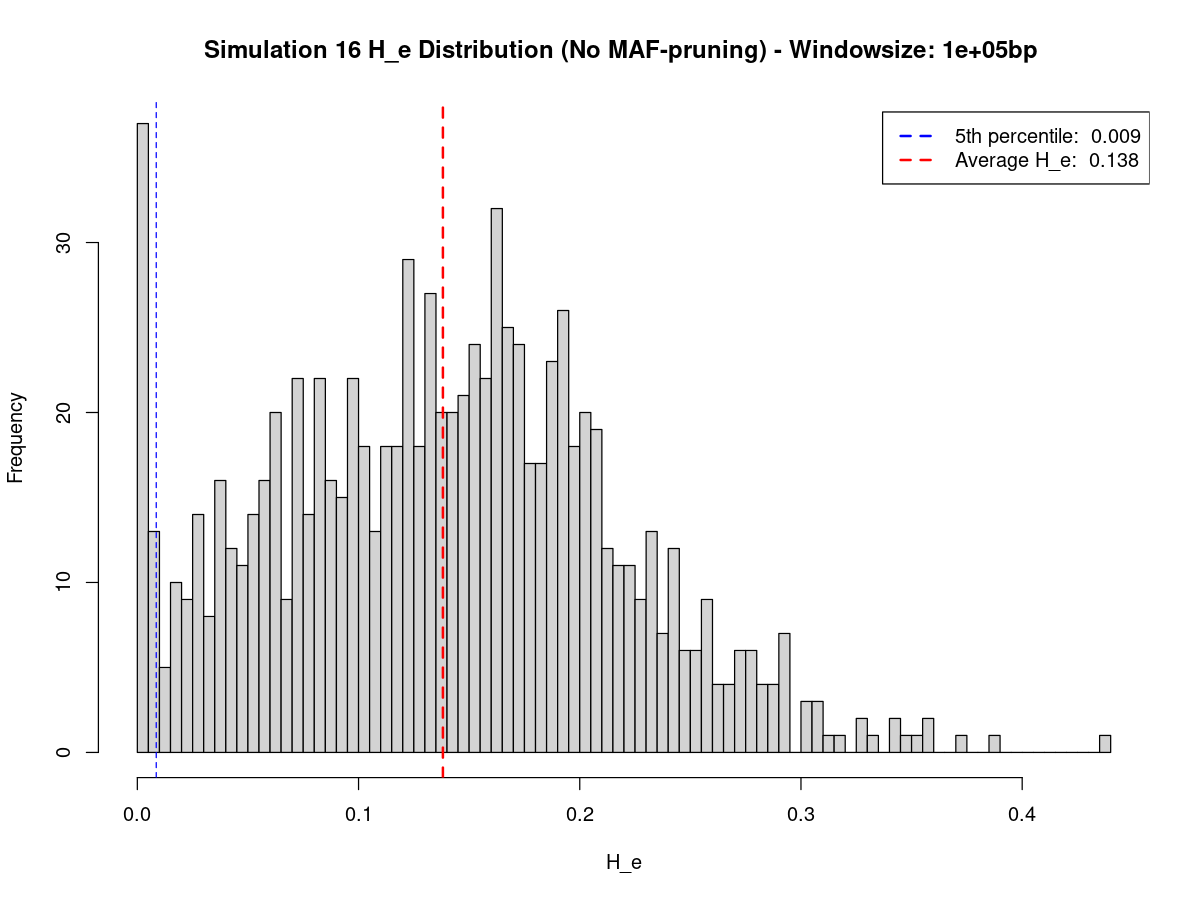 Simulation 16 H_e Distribution (No MAF-pruning) - Windowsize: 1e+05bp
5th percentile: 0.009
Average H_e: 0.138
Frequency
30
20
10
0
0.0 0.1 0.2 0.3 0.4
H_e